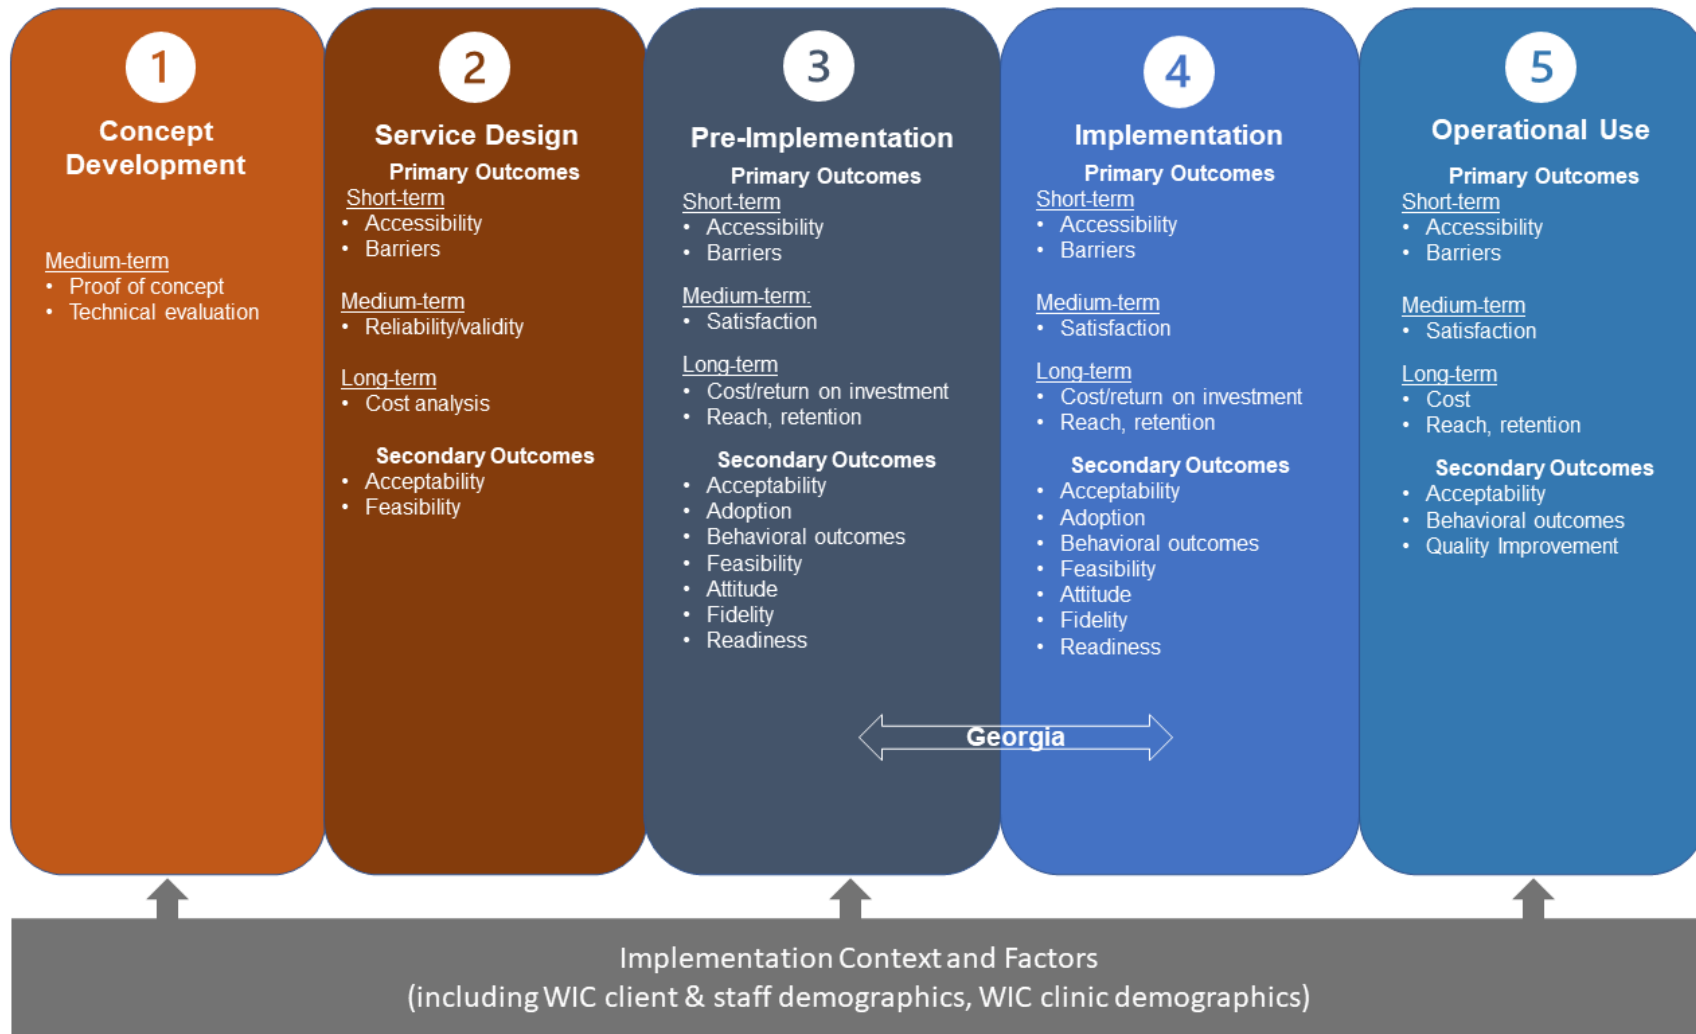 1
Concept
Development
Medium-term
• Proof of concept
• Technical evaluation
2
Service Design
Primary Outcomes
Short-term
• Accessibility
• Barriers
Medium-term
• Reliability/validity
Long-term
• Cost analysis
Secondary Outcomes
• Acceptability
• Feasibility
3
Pre-Implementation
Primary Outcomes
Short-term
• Accessibility
• Barriers
Medium-term:
• Satisfaction
Long-term
• Cost/return on investment
• Reach, retention
Secondary Outcomes
• Acceptability
• Adoption
• Behavioral outcomes
• Feasibility
• Attitude
• Fidelity
• Readiness
4
Implementation
Primary Outcomes
Short-term
• Accessibility
• Barriers
Medium-term
• Satisfaction
Long-term
• Cost/return on investment
• Reach, retention
Secondary Outcomes
• Acceptability
• Adoption
• Behavioral outcomes
• Feasibility
• Attitude
• Fidelity
• Readiness
Georgia
5
Operational Use
Primary Outcomes
Short-term
• Accessibility
• Barriers
Medium-term
• Satisfaction
Long-term
• Cost
• Reach, retention
Secondary Outcomes
• Acceptability
• Behavioral outcomes
• Quality Improvement
Implementation Context and Factors
(including WIC client & staff demographics, WIC clinic demographics)